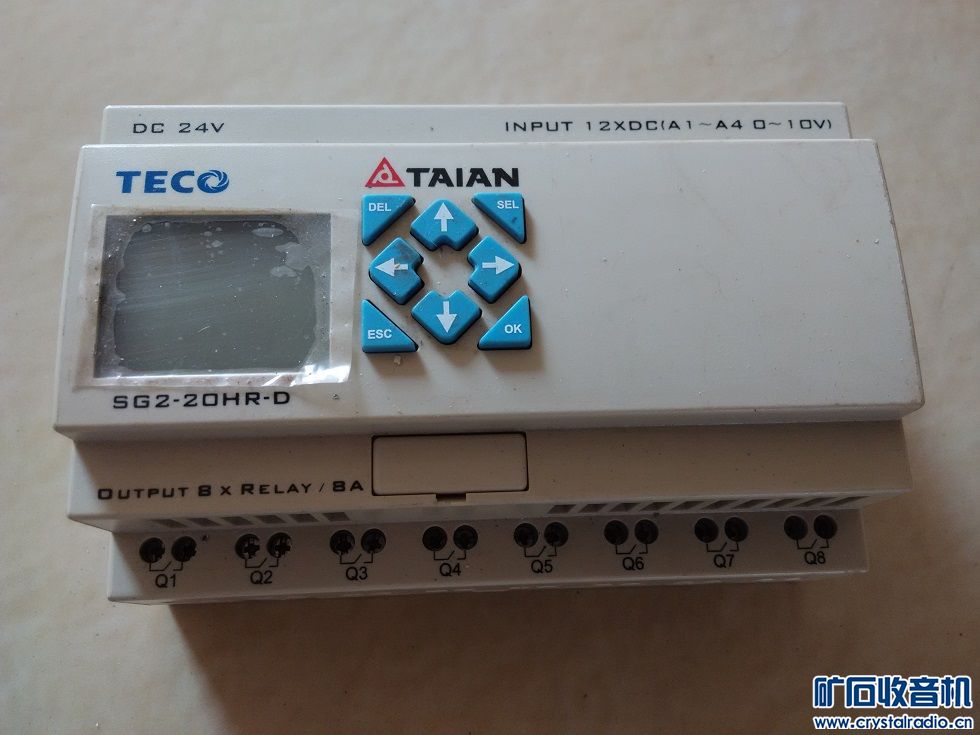 DC 24V
INPUT 12XDC(A1~A4 0~10V)
TECO
TAIAN
DEL
SEL
ESC
OK
SG2-20HR-D
OUTPUT 8 X RELAY / 8A
Q1 Q2 Q3 Q4 Q5 Q6 Q7 Q8
矿石收音机
www.crystalradio.cn